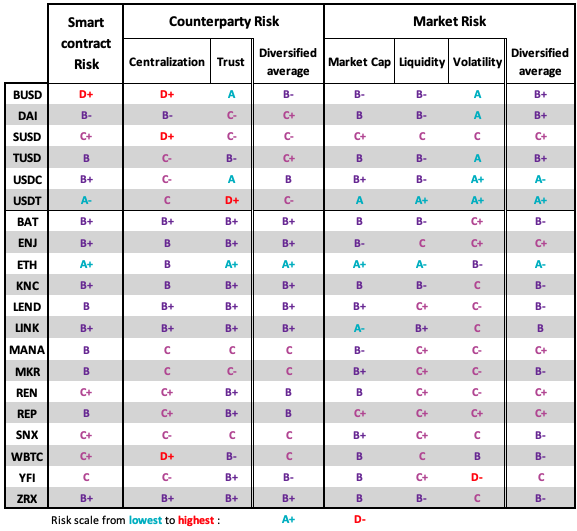 Smart contract Risk Counterparty Risk Market Risk
Centralization Trust Diversified average Market Cap Liquidity Volatility Diversified average
BUSD D+ D+ A B- B- B- A B+
DAI B- B- C- C+ B B- A B+
SUSD C+ D+ C- C- C+ C C C+
TUSD B C- B- C+ B B- A B+
USDC B+ C- A B B+ B- A+ A-
USDT A- C D+ C- A A+ A+ A+
BAT B+ B+ B+ B+ B B- C+ B-
ENJ B+ B B+ B+ B- C C+ C+
ETH A+ B A+ A+ A+ A- B- A-
KNC B+ B B+ B+ B B- C B-
LEND B B+ B+ B+ B+ C+ C- B-
LINK B+ B+ B+ B+ A- B+ C B
MANA B C C C B- C+ C- C+
MKR B C C- C B+ C+ C- B-
REN C+ C+ B+ B B C+ C- C+
REP B C+ B+ B C+ C+ C+ C+
SNX C+ C- C C B+ C+ C B-
WBTC C+ D+ B- C B C B B-
YFI C C- B+ B- B C+ D- C
ZRX B+ B+ B+ B+ B B- C B-
Risk scale from lowest to highest : A+ D-